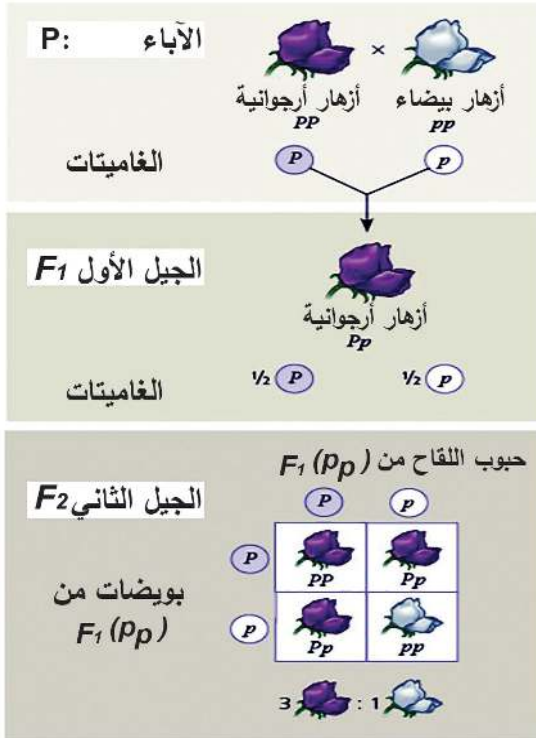 الآباء P:
×
أزهار أرجوانية أزهار بيضاء
PP pp
الغاميتات P p
الجيل الأول F1
أزهار أرجوانية
Pp
الغاميتات ½ P ½ p
حبوب اللقاح من F1 (Pp)
الجيل الثاني F2
P p
P PP Pp
بويضات من
F1 (Pp)
p Pp pp
3 : 1